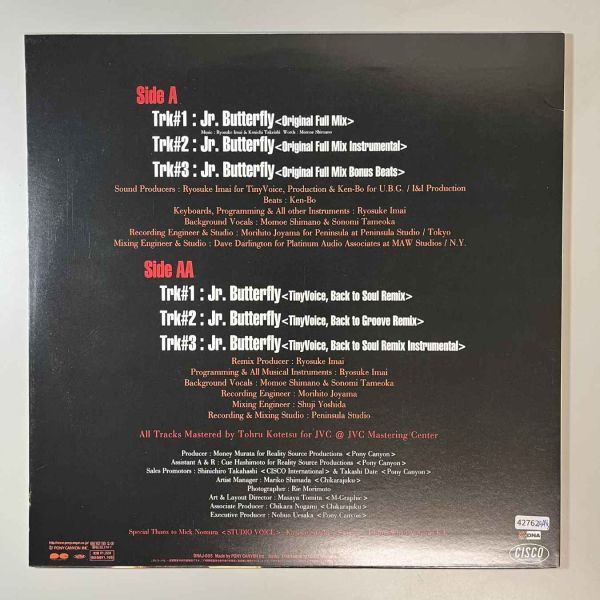 Side A
Trk#1 : Jr. Butterfly<Original Full Mix>
Music : Ryosuke Imai & Kenichi Takeishi Words : Momoe Shimano
Trk#2 : Jr. Butterfly<Original Full Mix Instrumental>
Trk#3 : Jr. Butterfly<Original Full Mix Bonus Beats>
Sound Producers : Ryosuke Imai for TinyVoice, Production & Ken-Bo for U.B.G. / I&I Production
Beats : Ken-Bo
Keyboards, Programming & All other Instruments : Ryosuke Imai
Background Vocals : Momoe Shimano & Sonomi Tameoka
Recording Engineer & Studio : Morihito Joyama for Peninsula at Peninsula Studio / Tokyo
Mixing Engineer & Studio : Dave Darlington for Platinum Audio Associates at MAW Studios / N.Y.
Side AA
Trk#1 : Jr. Butterfly<TinyVoice, Back to Soul Remix>
Trk#2 : Jr. Butterfly<TinyVoice, Back to Groove Remix>
Trk#3 : Jr. Butterfly<TinyVoice, Back to Soul Remix Instrumental>
Remix Producer : Ryosuke Imai
Programming & All Musical Instruments : Ryosuke Imai
Background Vocals : Momoe Shimano & Sonomi Tameoka
Recording Engineer : Morihito Joyama
Mixing Engineer : Shuji Yoshida
Recording & Mixing Studio : Peninsula Studio
All Tracks Mastered by Tohru Kotetsu for JVC @ JVC Mastering Center
Producer : Money Murata for Reality Source Productions <Pony Canyon>
Assistant A & R : Cue Hashimoto for Reality Source Productions <Pony Canyon>
Sales Promotors : Shinichiro Takahashi <CISCO International> & Takashi Date <Pony Canyon>
Artist Manager : Mariko Shimada <Chikarajuku>
Photographer : Rie Morimoto
Art & Layout Director : Masaya Tomita <M-Graphic>
Associate Producer : Chikara Nogami <Chikarajuku>
Executive Producer : Nobuo Uesaka <Pony Canyon>
Special Thanx to Mick Nomura <STUDIO VOICE>
PONY CANYON INC.
DNA
CISCO